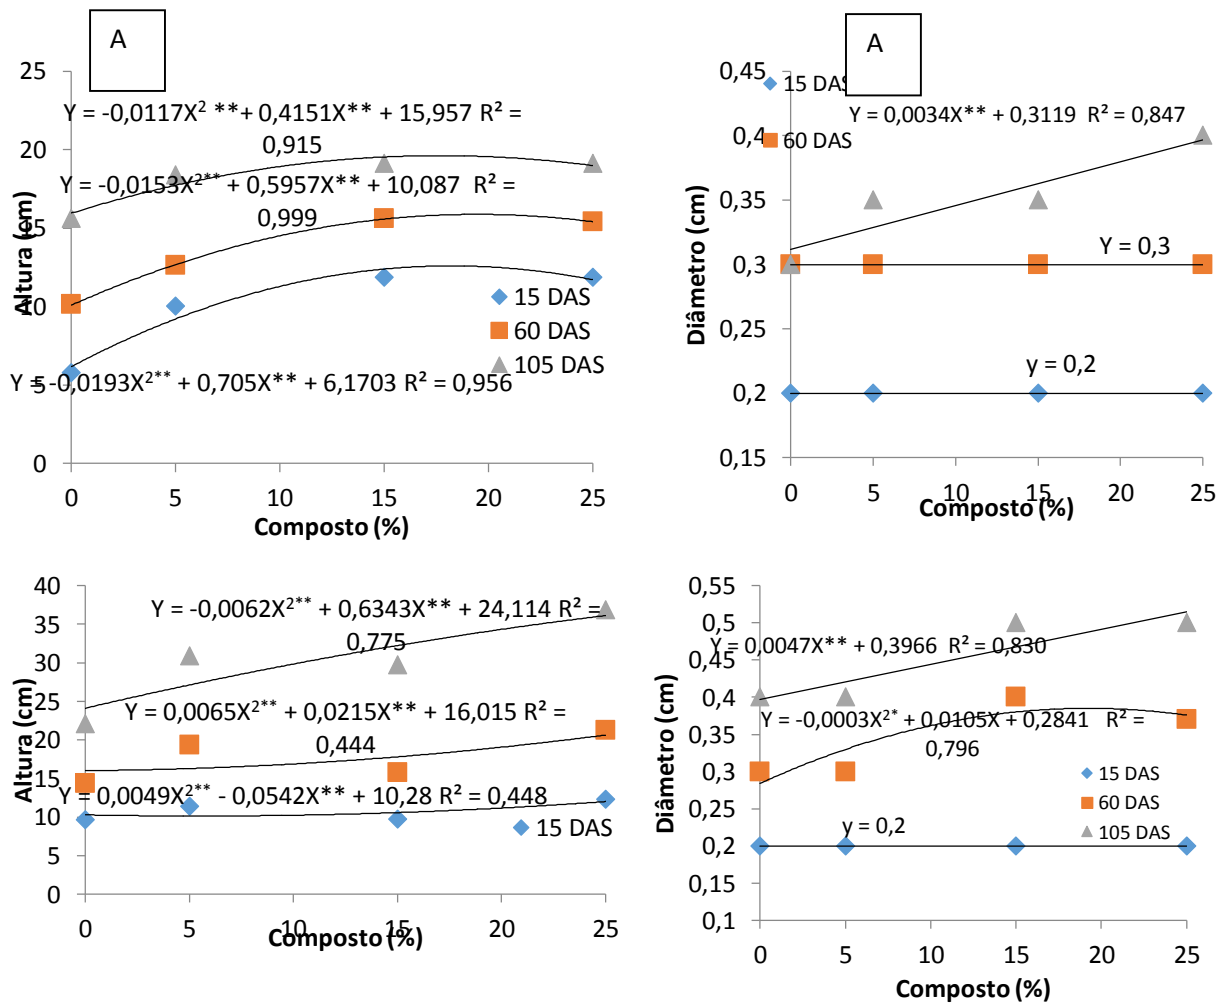 A
25
20
15
10
5
0
Altura (cm)
Y = -0,0117X² **+ 0,4151X** + 15,957 R² =
0,915
Y = -0,0153X²** + 0,5957X** + 10,087 R² =
0,999
Y = -0,0193X²** + 0,705X** + 6,1703 R² = 0,956
15 DAS
60 DAS
105 DAS
0 5 10 15 20 25
Composto (%)
A
0,45
0,4
0,35
0,3
0,25
0,2
0,15
Diâmetro (cm)
15 DAS
60 DAS
Y = 0,0034X** + 0,3119 R² = 0,847
Y = 0,3
y = 0,2
0 5 10 15 20 25
Composto (%)
40
35
30
25
20
15
10
5
0
Altura (cm)
Y = -0,0062X²** + 0,6343X** + 24,114 R² =
0,775
Y = 0,0065X²** + 0,0215X** + 16,015 R² =
0,444
Y = 0,0049X²** - 0,0542X** + 10,28 R² = 0,448
15 DAS
0 5 10 15 20 25
Composto (%)
0,55
0,5
0,45
0,4
0,35
0,3
0,25
0,2
0,15
0,1
Diâmetro (cm)
Y = 0,0047X** + 0,3966 R² = 0,830
Y = -0,0003X²* + 0,0105X + 0,2841 R² =
0,796
y = 0,2
15 DAS
60 DAS
105 DAS
0 5 10 15 20 25
Composto (%)